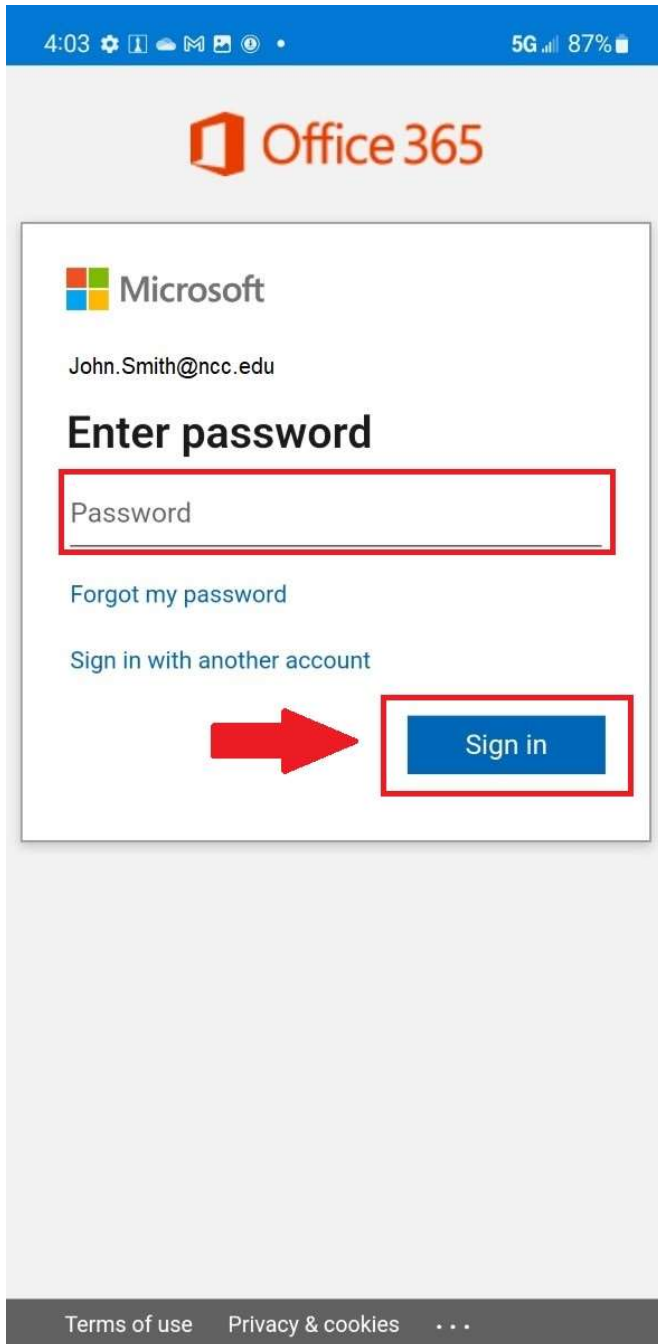 4:03 5G 87%
Office 365
Microsoft
John.Smith@ncc.edu
Enter password
Password
Forgot my password
Sign in with another account
Sign in
Terms of use Privacy & cookies ...